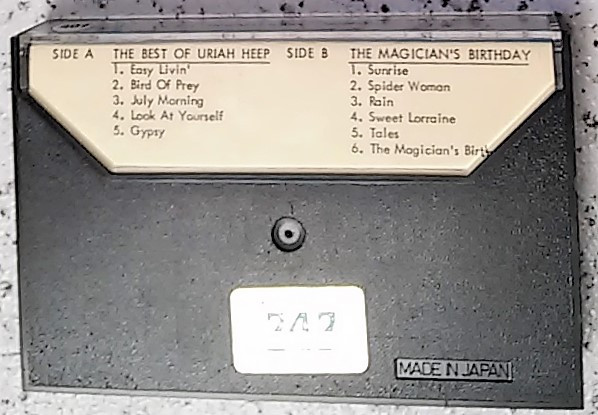 SIDE A THE BEST OF URIAH HEEP
1. Easy Livin'
2. Bird Of Prey
3. July Morning
4. Look At Yourself
5. Gypsy
SIDE B THE MAGICIAN'S BIRTHDAY
1. Sunrise
2. Spider Woman
3. Rain
4. Sweet Lorraine
5. Tales
6. The Magician's Birth
747
MADE IN JAPAN